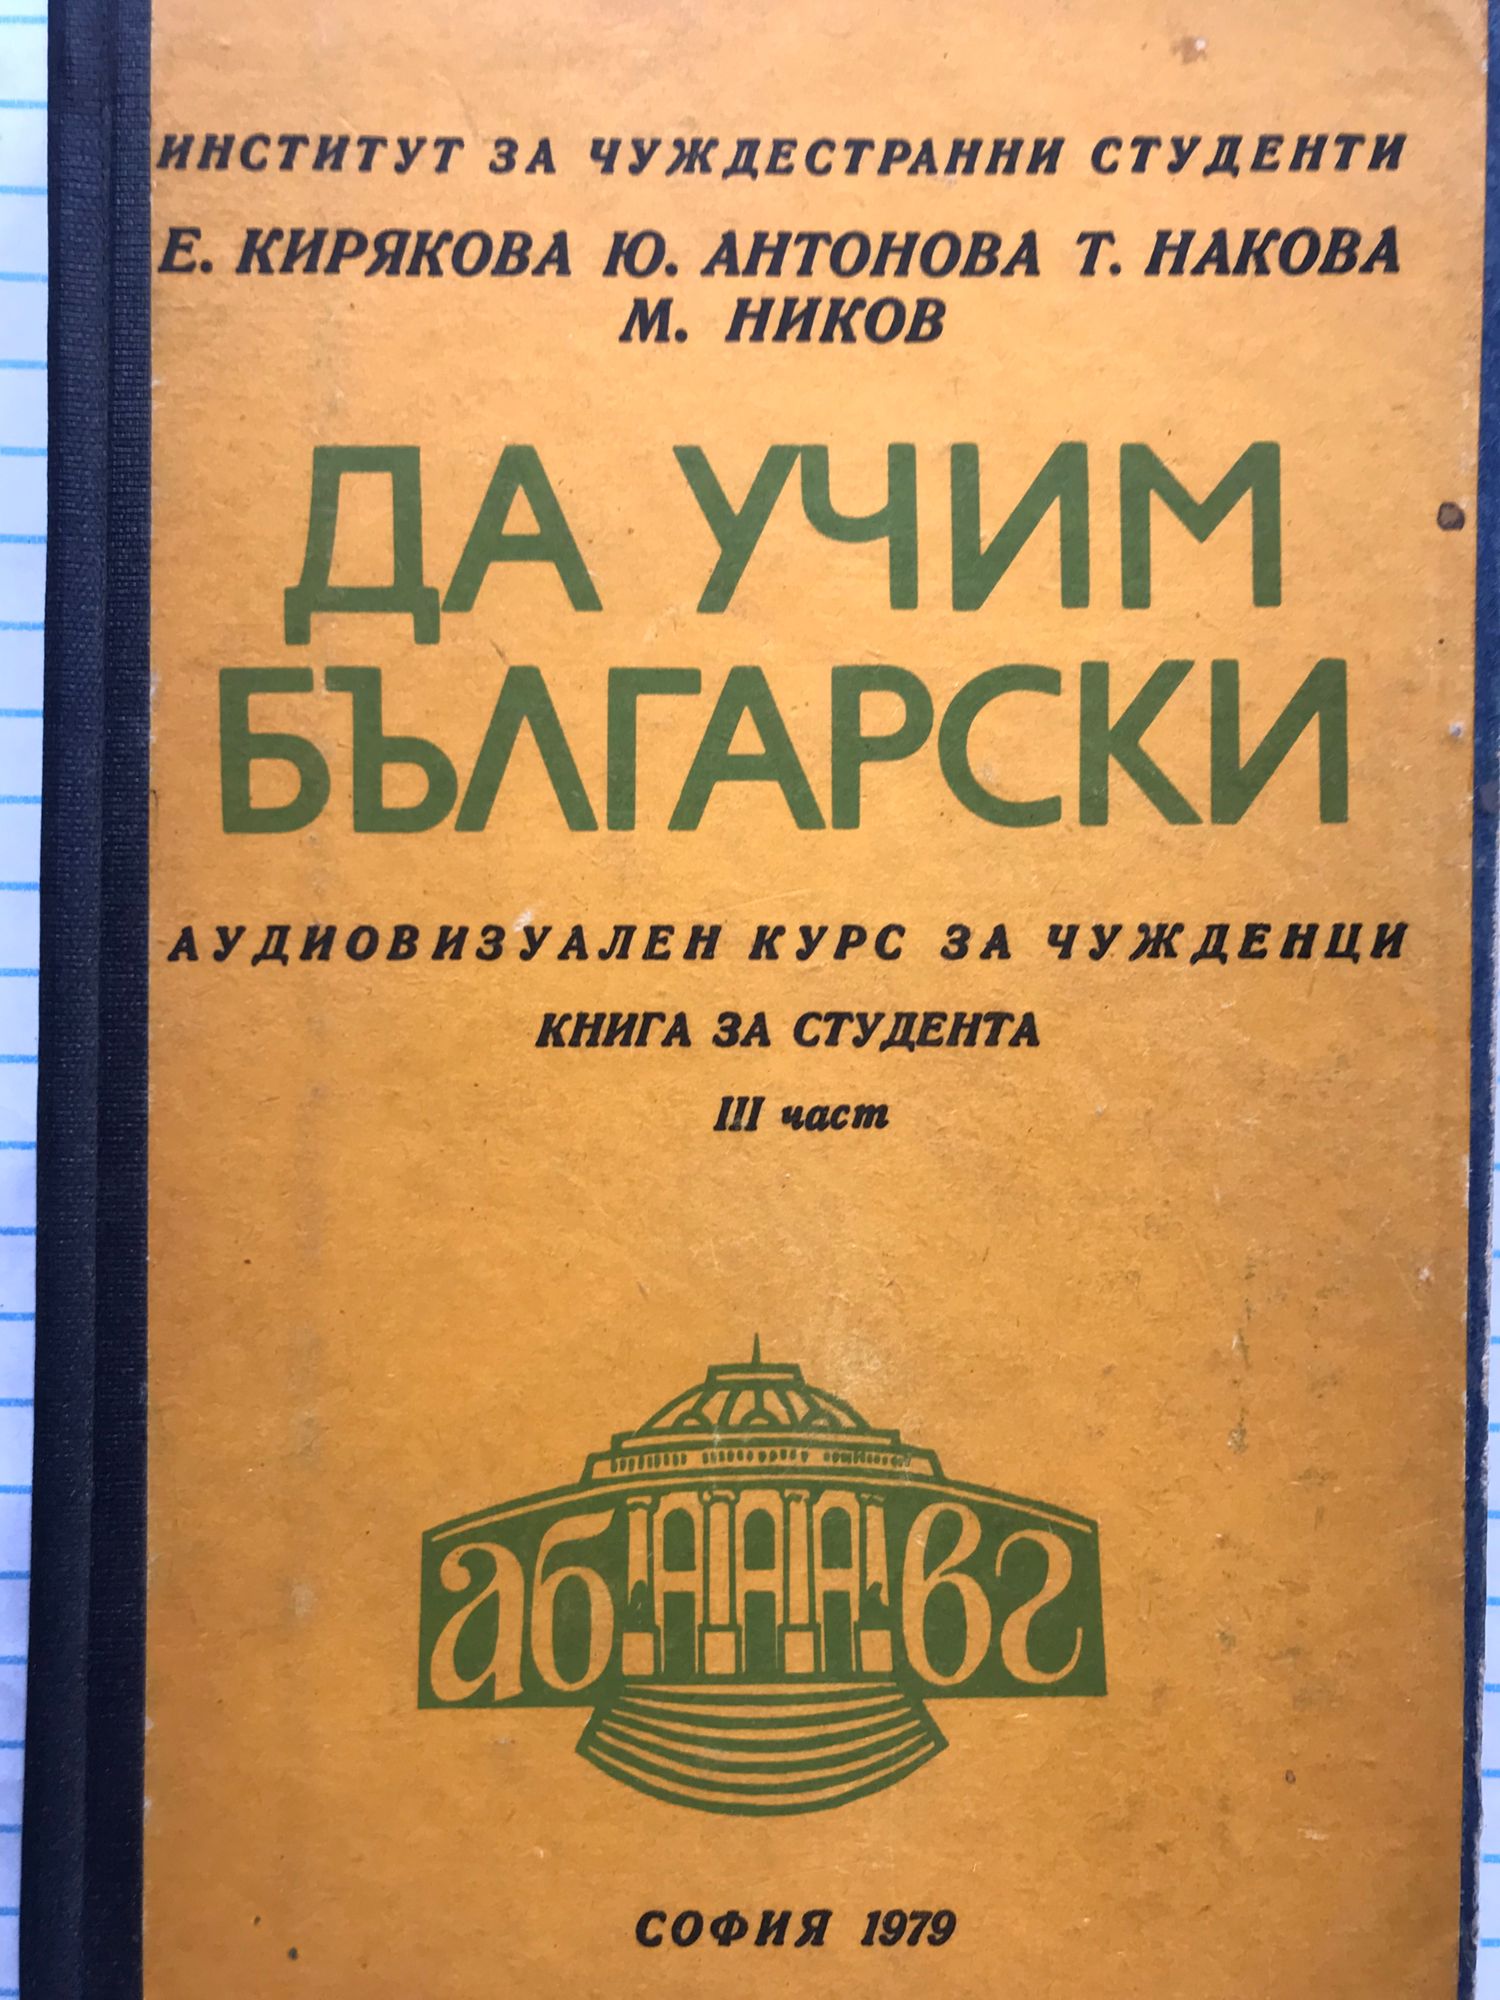 ИНСТИТУТ ЗА ЧУЖДЕСТРАННИ СТУДЕНТИ
Е. КИРЯКОВА Ю. АНТОНОВА Т. НАКОВА
М. НИКОВ
ДА УЧИМ
БЪЛГАРСКИ
АУДИОВИЗУАЛЕН КУРС ЗА ЧУЖДЕНЦИ
КНИГА ЗА СТУДЕНТА
III част
аб ААА вг
СОФИЯ 1979